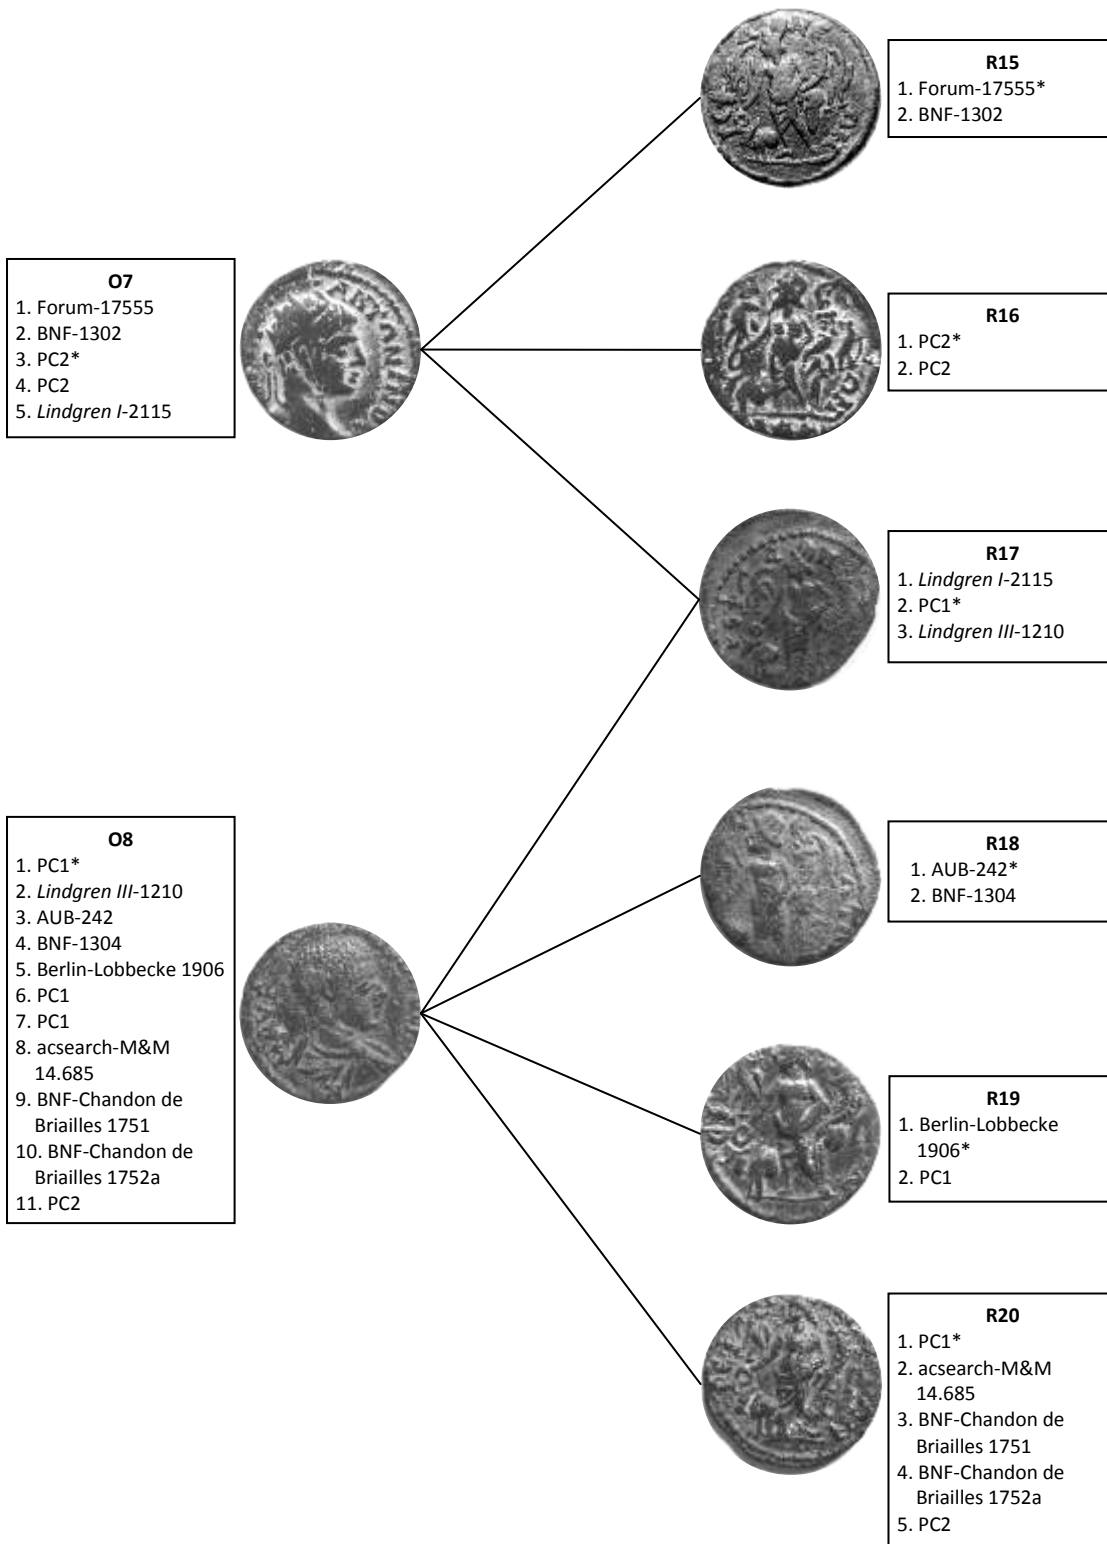 R15
1. Forum-17555*
2. BNF-1302
O7
1. Forum-17555
2. BNF-1302
3. PC2*
4. PC2
5. Lindgren I-2115
R16
1. PC2*
2. PC2
R17
1. Lindgren I-2115
2. PC1*
3. Lindgren III-1210
O8
1. PC1*
2. Lindgren III-1210
3. AUB-242
4. BNF-1304
5. Berlin-Lobbecke 1906
6. PC1
7. PC1
8. acsearch-M&M
14.685
9. BNF-Chandon de
Briailles 1751
10. BNF-Chandon de
Briailles 1752a
11. PC2
R18
1. AUB-242*
2. BNF-1304
R19
1. Berlin-Lobbecke
1906*
2. PC1
R20
1. PC1*
2. acsearch-M&M
14.685
3. BNF-Chandon de
Briailles 1751
4. BNF-Chandon de
Briailles 1752a
5. PC2